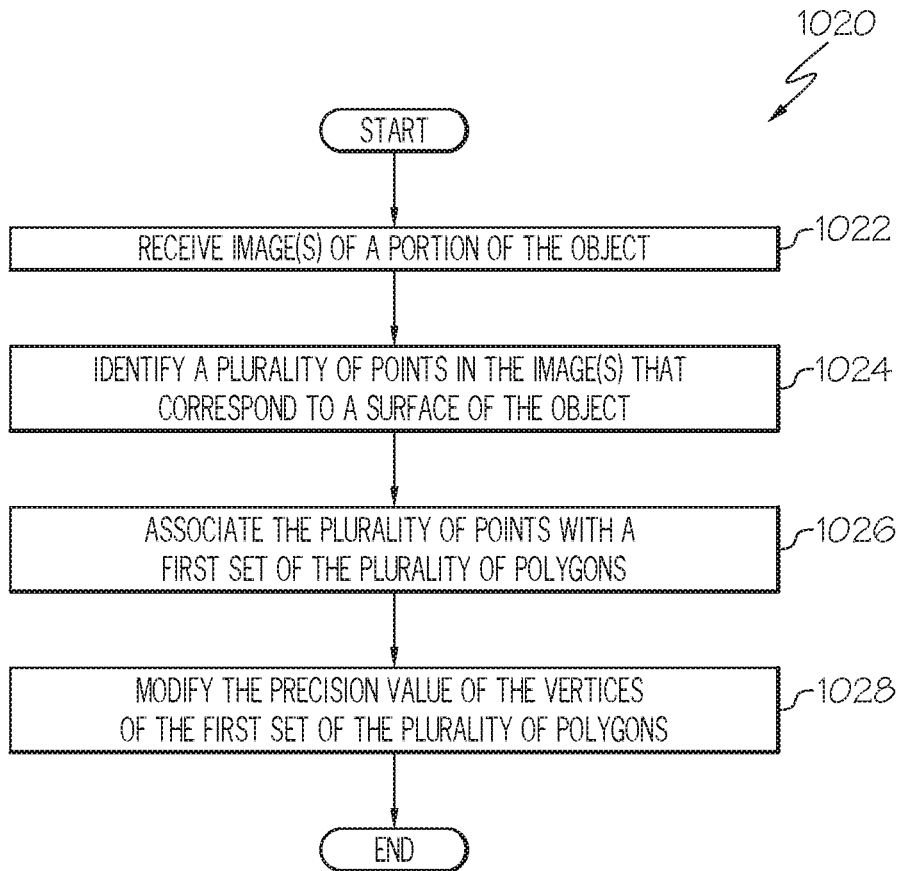 1020
START
RECEIVE IMAGE(S) OF A PORTION OF THE OBJECT
1022
IDENTIFY A PLURALITY OF POINTS IN THE IMAGE(S) THAT
CORRESPOND TO A SURFACE OF THE OBJECT
1024
ASSOCIATE THE PLURALITY OF POINTS WITH A
FIRST SET OF THE PLURALITY OF POLYGONS
1026
MODIFY THE PRECISION VALUE OF THE VERTICES
OF THE FIRST SET OF THE PLURALITY OF POLYGONS
1028
END